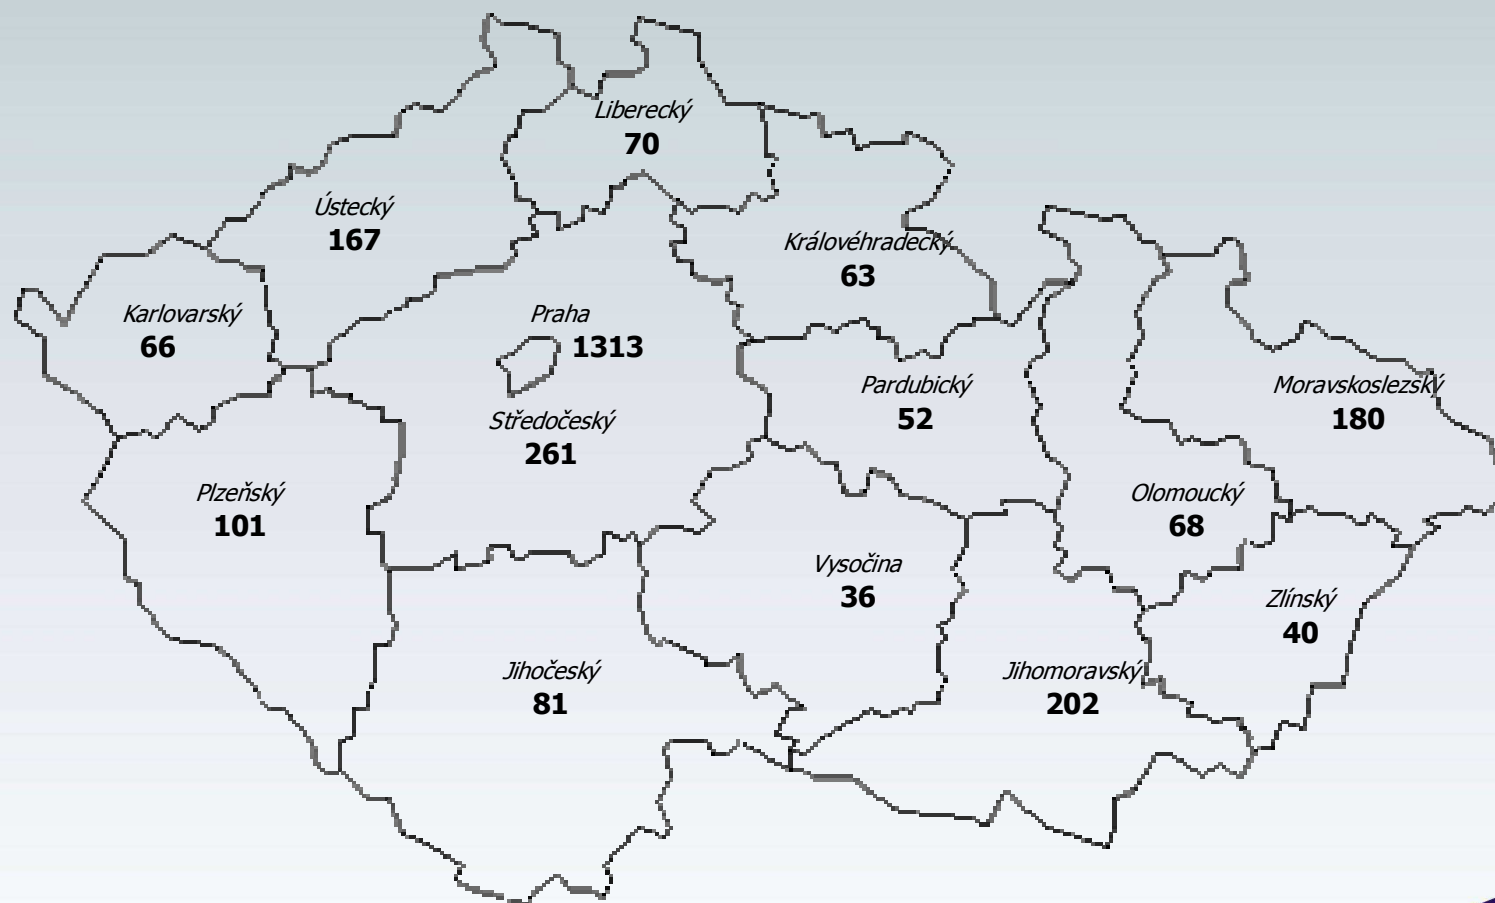 Liberecký
70
Ústecký
167
Královéhradecký
63
Karlovarský
66
Praha
1313
Pardubický
52
Moravskoslezský
180
Středočeský
261
Plzeňský
101
Olomoucký
68
Vysočina
36
Zlínský
40
Jihočeský
81
Jihomoravský
202